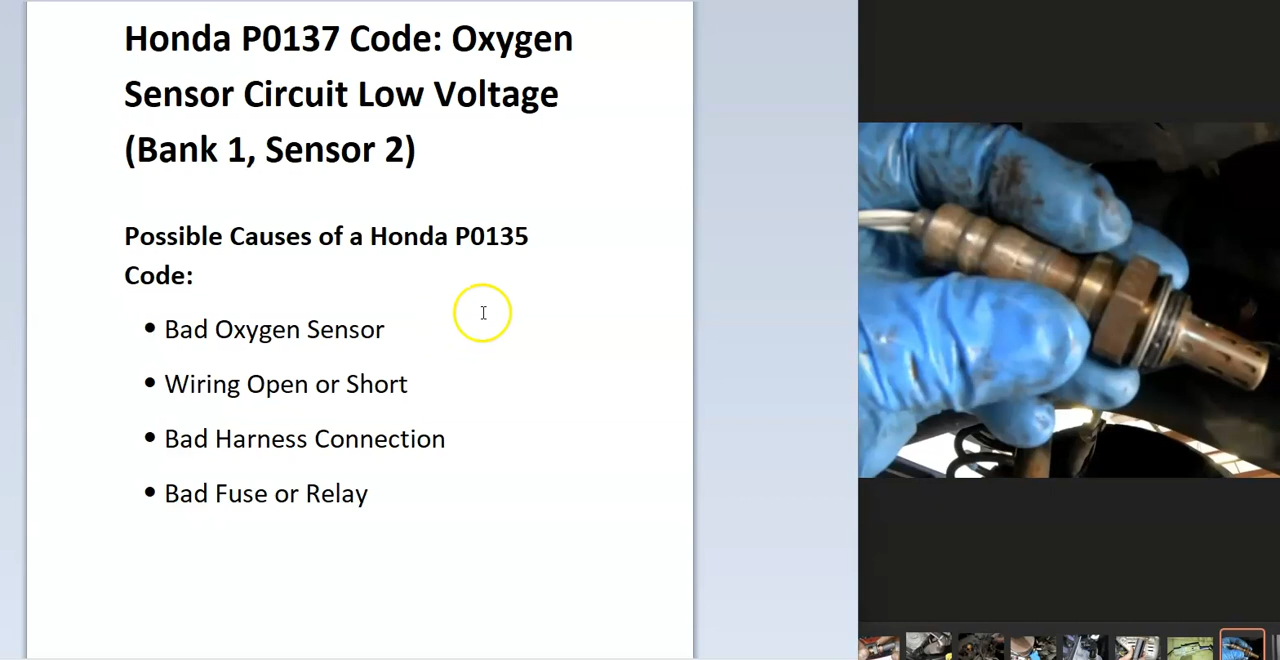 Honda P0137 Code: Oxygen
Sensor Circuit Low Voltage
(Bank 1, Sensor 2)
Possible Causes of a Honda P0135
Code:
• Bad Oxygen Sensor
• Wiring Open or Short
• Bad Harness Connection
• Bad Fuse or Relay